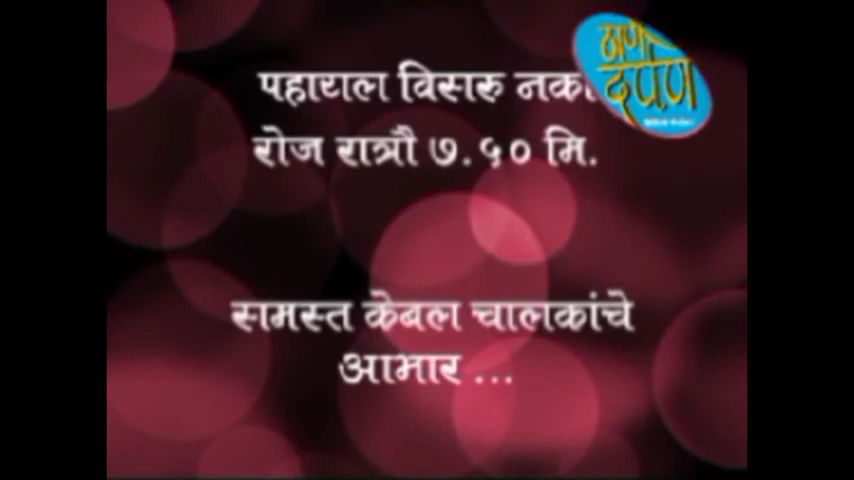 ठाणे
दर्पण
पहायला विसरु नका
रोज रात्रौ ७.५० मि.
समस्त केबल चालकांचे
आभार ...